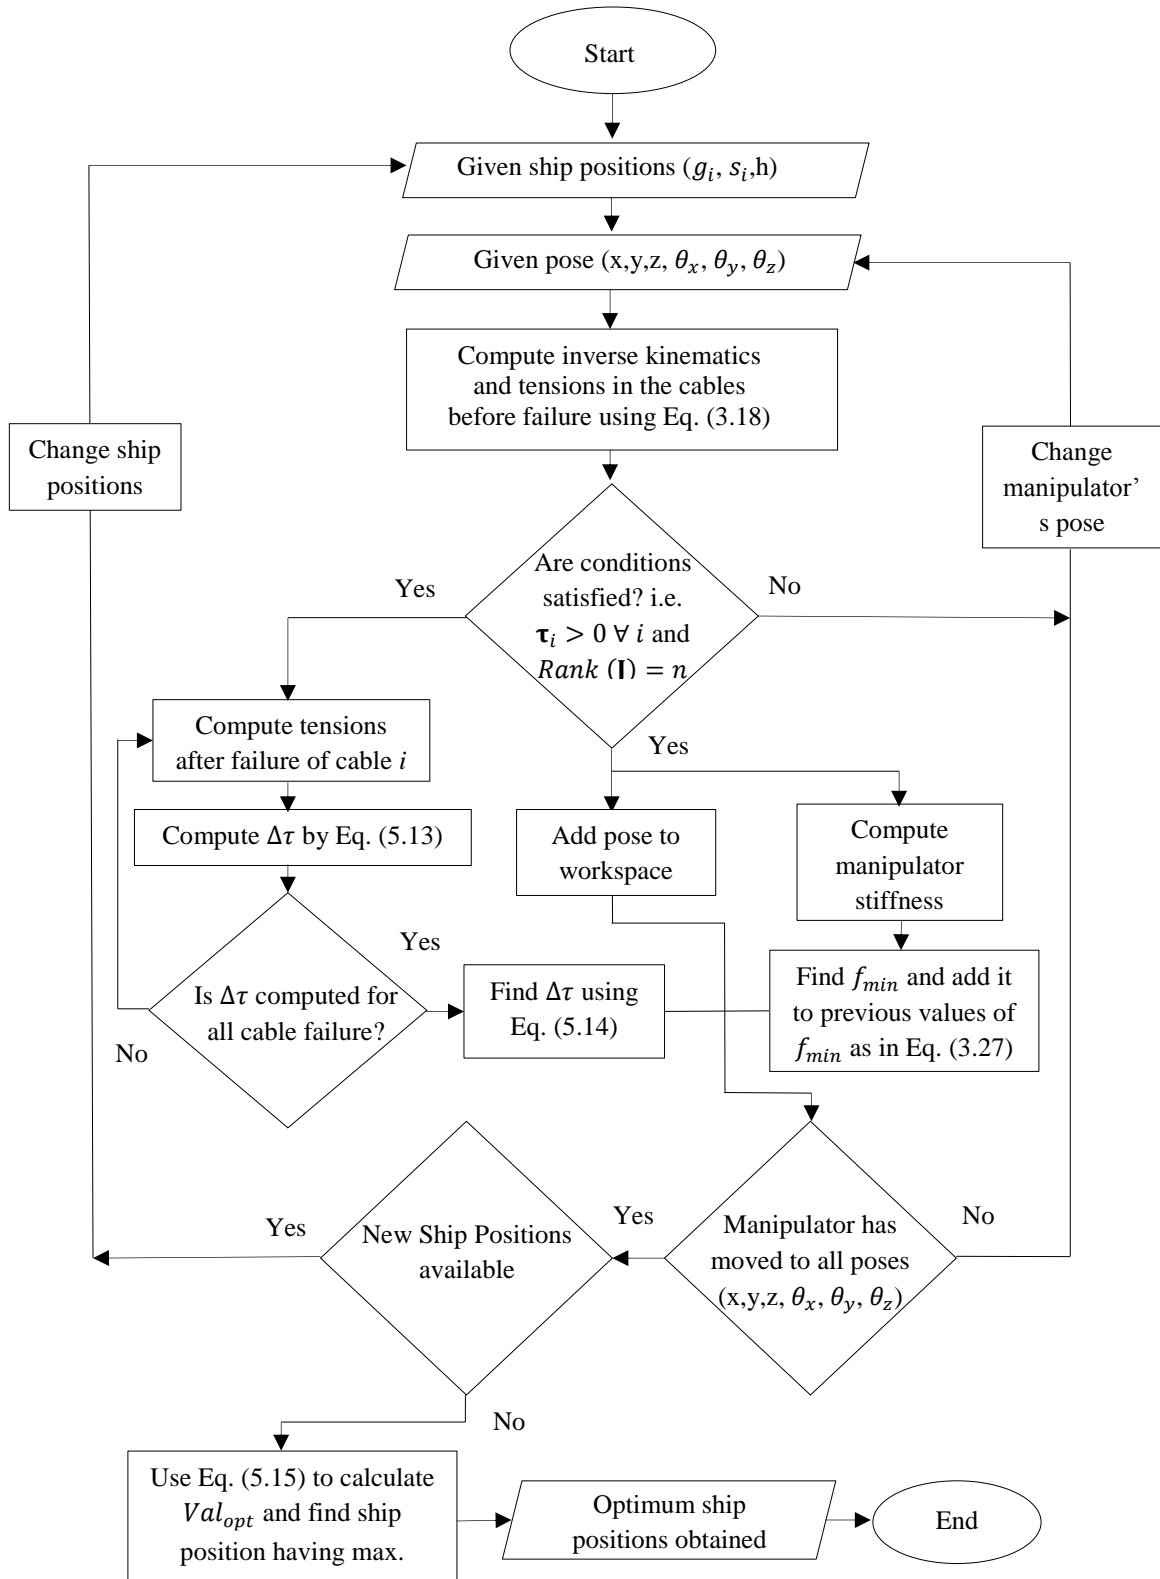 Start
Given ship positions (g_i, s_i,h)
Given pose (x,y,z, θ_x, θ_y, θ_z)
Compute inverse kinematics
and tensions in the cables
before failure using Eq. (3.18)
Change ship
positions
Change
manipulator’
s pose
Are conditions
satisfied? i.e.
τ_i > 0 ∀ i and
Rank (J) = n
Yes
No
Yes
Compute tensions
after failure of cable i
Compute Δτ by Eq. (5.13)
Add pose to
workspace
Compute
manipulator
stiffness
Is Δτ computed for
all cable failure?
Yes
No
Find Δτ using
Eq. (5.14)
Find f_min and add it
to previous values of
f_min as in Eq. (3.27)
Manipulator has
moved to all poses
(x,y,z, θ_x, θ_y, θ_z)
No
Yes
New Ship Positions
available
Yes
No
Use Eq. (5.15) to calculate
Val_opt and find ship
position having max.
Optimum ship
positions obtained
End